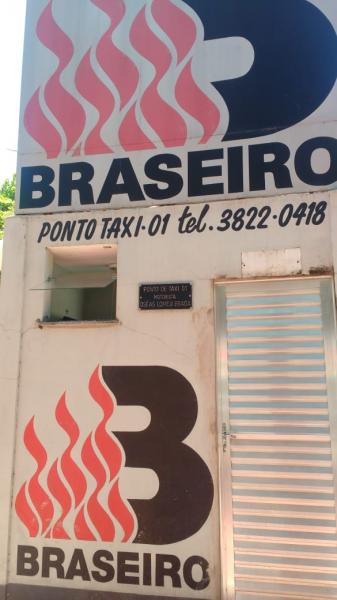 B
BRASEIRO
PONTO TAXI·01 tel.3822·0418
PONTO DE TAXI 01
MOTORISTA
B
BRASEIRO